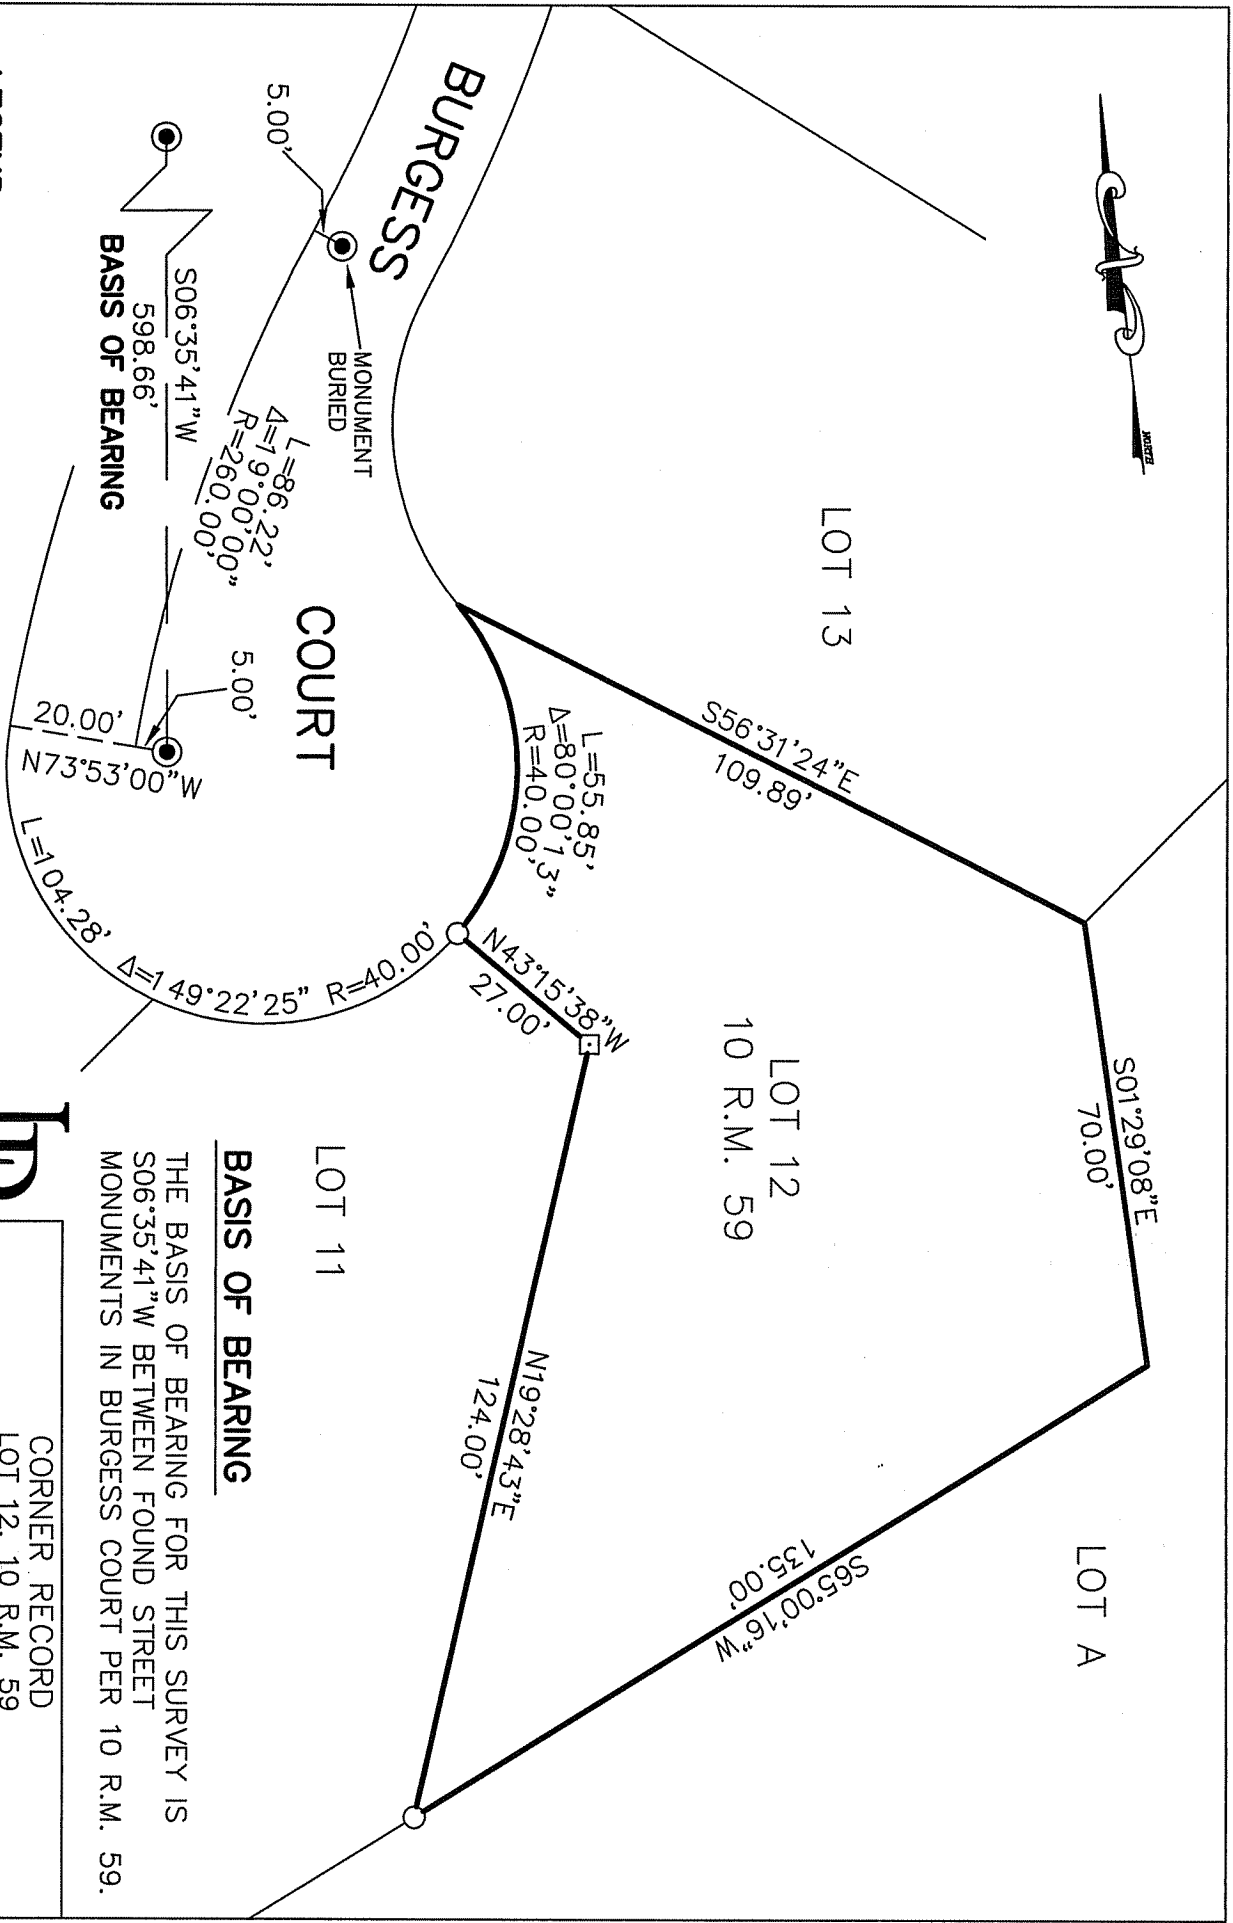 NORTH
LOT 13
BURGESS
COURT
5.00'
MONUMENT
BURIED
S06°35'41"W
598.66'
BASIS OF BEARING
L=86.22'
Δ=19°00'00"
R=260.00'
5.00'
20.00'
N73°53'00"W
L=104.28' Δ=149°22'25" R=40.00'
L=55.85'
Δ=80°00'13"
R=40.00'
S56°31'24"E
109.89'
N43°15'38"W
27.00'
LOT 12
10 R.M. 59
S01°29'08"E
70.00'
S65°00'16"W
135.00'
N19°28'43"E
124.00'
LOT A
LOT 11
BASIS OF BEARING
THE BASIS OF BEARING FOR THIS SURVEY IS
S06°35'41"W BETWEEN FOUND STREET
MONUMENTS IN BURGESS COURT PER 10 R.M. 59.
CORNER RECORD
LOT 12, 10 R.M. 59